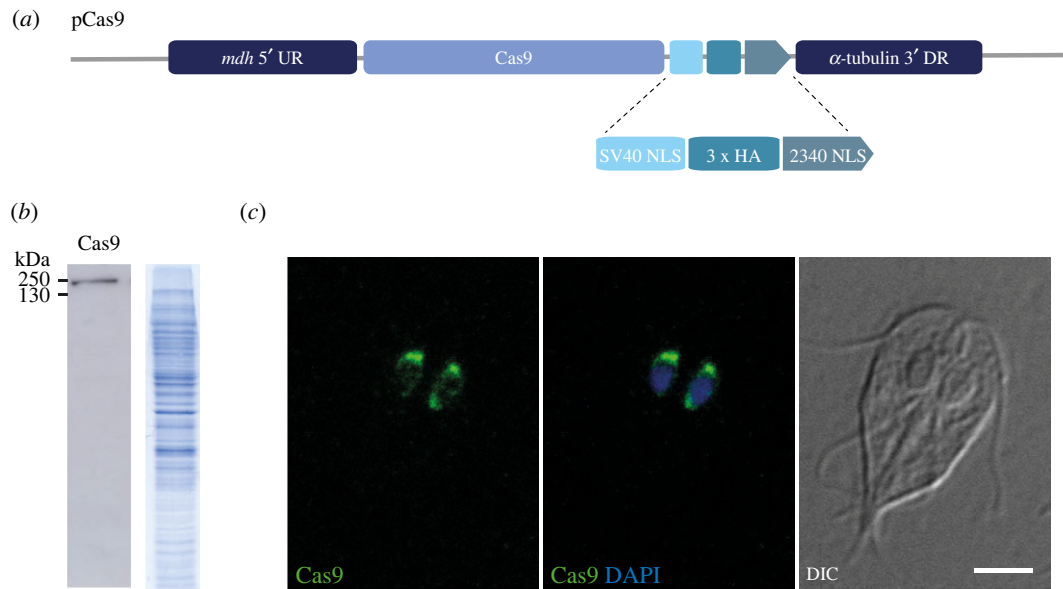 (a)
pCas9
mdh 5′ UR
Cas9
α-tubulin 3′ DR
SV40 NLS
3 x HA
2340 NLS
(b)
Cas9
kDa
250
130
(c)
Cas9
Cas9 DAPI
DIC